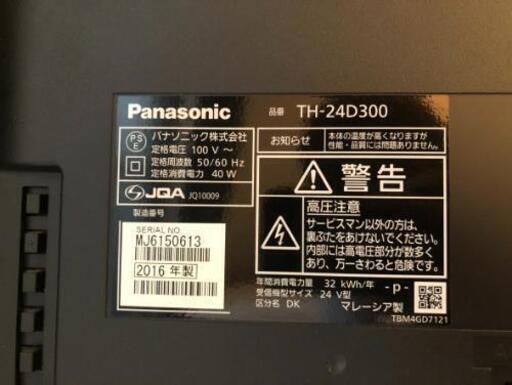 Panasonic
品番 TH-24D300
PS
E
パナソニック株式会社
定格電圧 100 V ～
定格周波数 50/60 Hz
定格消費電力 40 W
JQA JQ10009
製造番号
SERIAL NO.
MJ6150613
2016 年製
お知らせ
本体の温度が高くなりますが
性能・品質には問題ありません。
警告
高圧注意
サービスマン以外の方は、
裏ぶたをあけないでください。
内部には高電圧部分が数多く
あり、万一さわると危険です。
年間消費電力量 32 kWh/年
-p-
受信機型サイズ 24 V型
区分名 DK
マレーシア製
TBM4GD7121